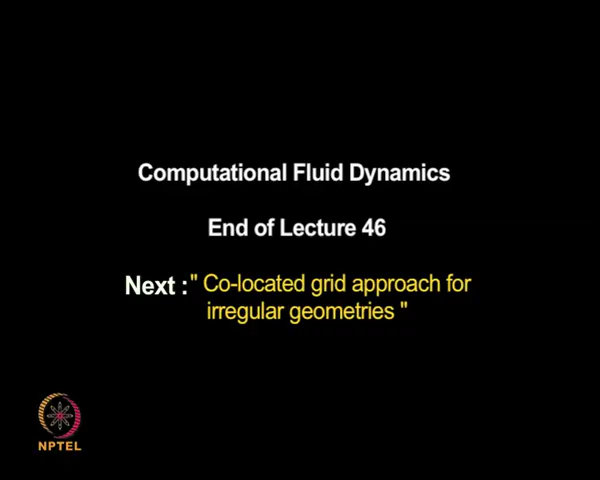 Computational Fluid Dynamics
End of Lecture 46
Next : " Co-located grid approach for
irregular geometries "
NPTEL